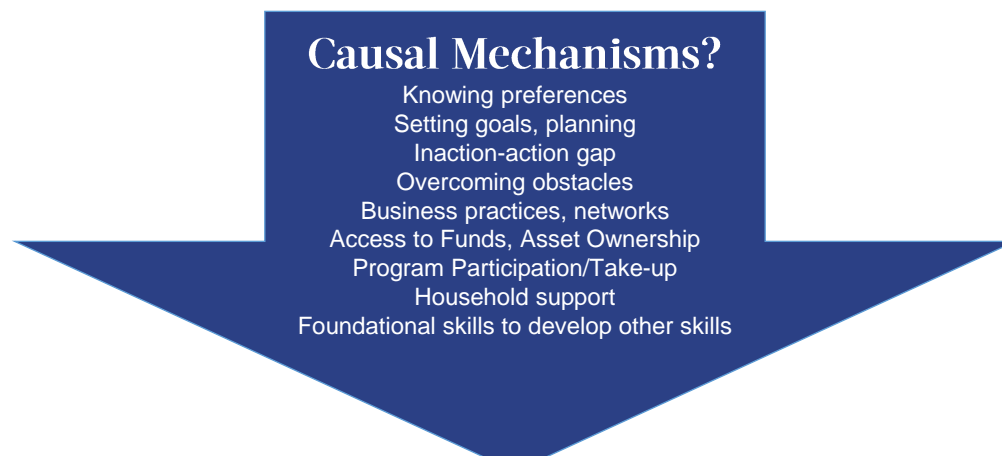 Causal Mechanisms?
Knowing preferences
Setting goals, planning
Inaction-action gap
Overcoming obstacles
Business practices, networks
Access to Funds, Asset Ownership
Program Participation/Take-up
Household support
Foundational skills to develop other skills